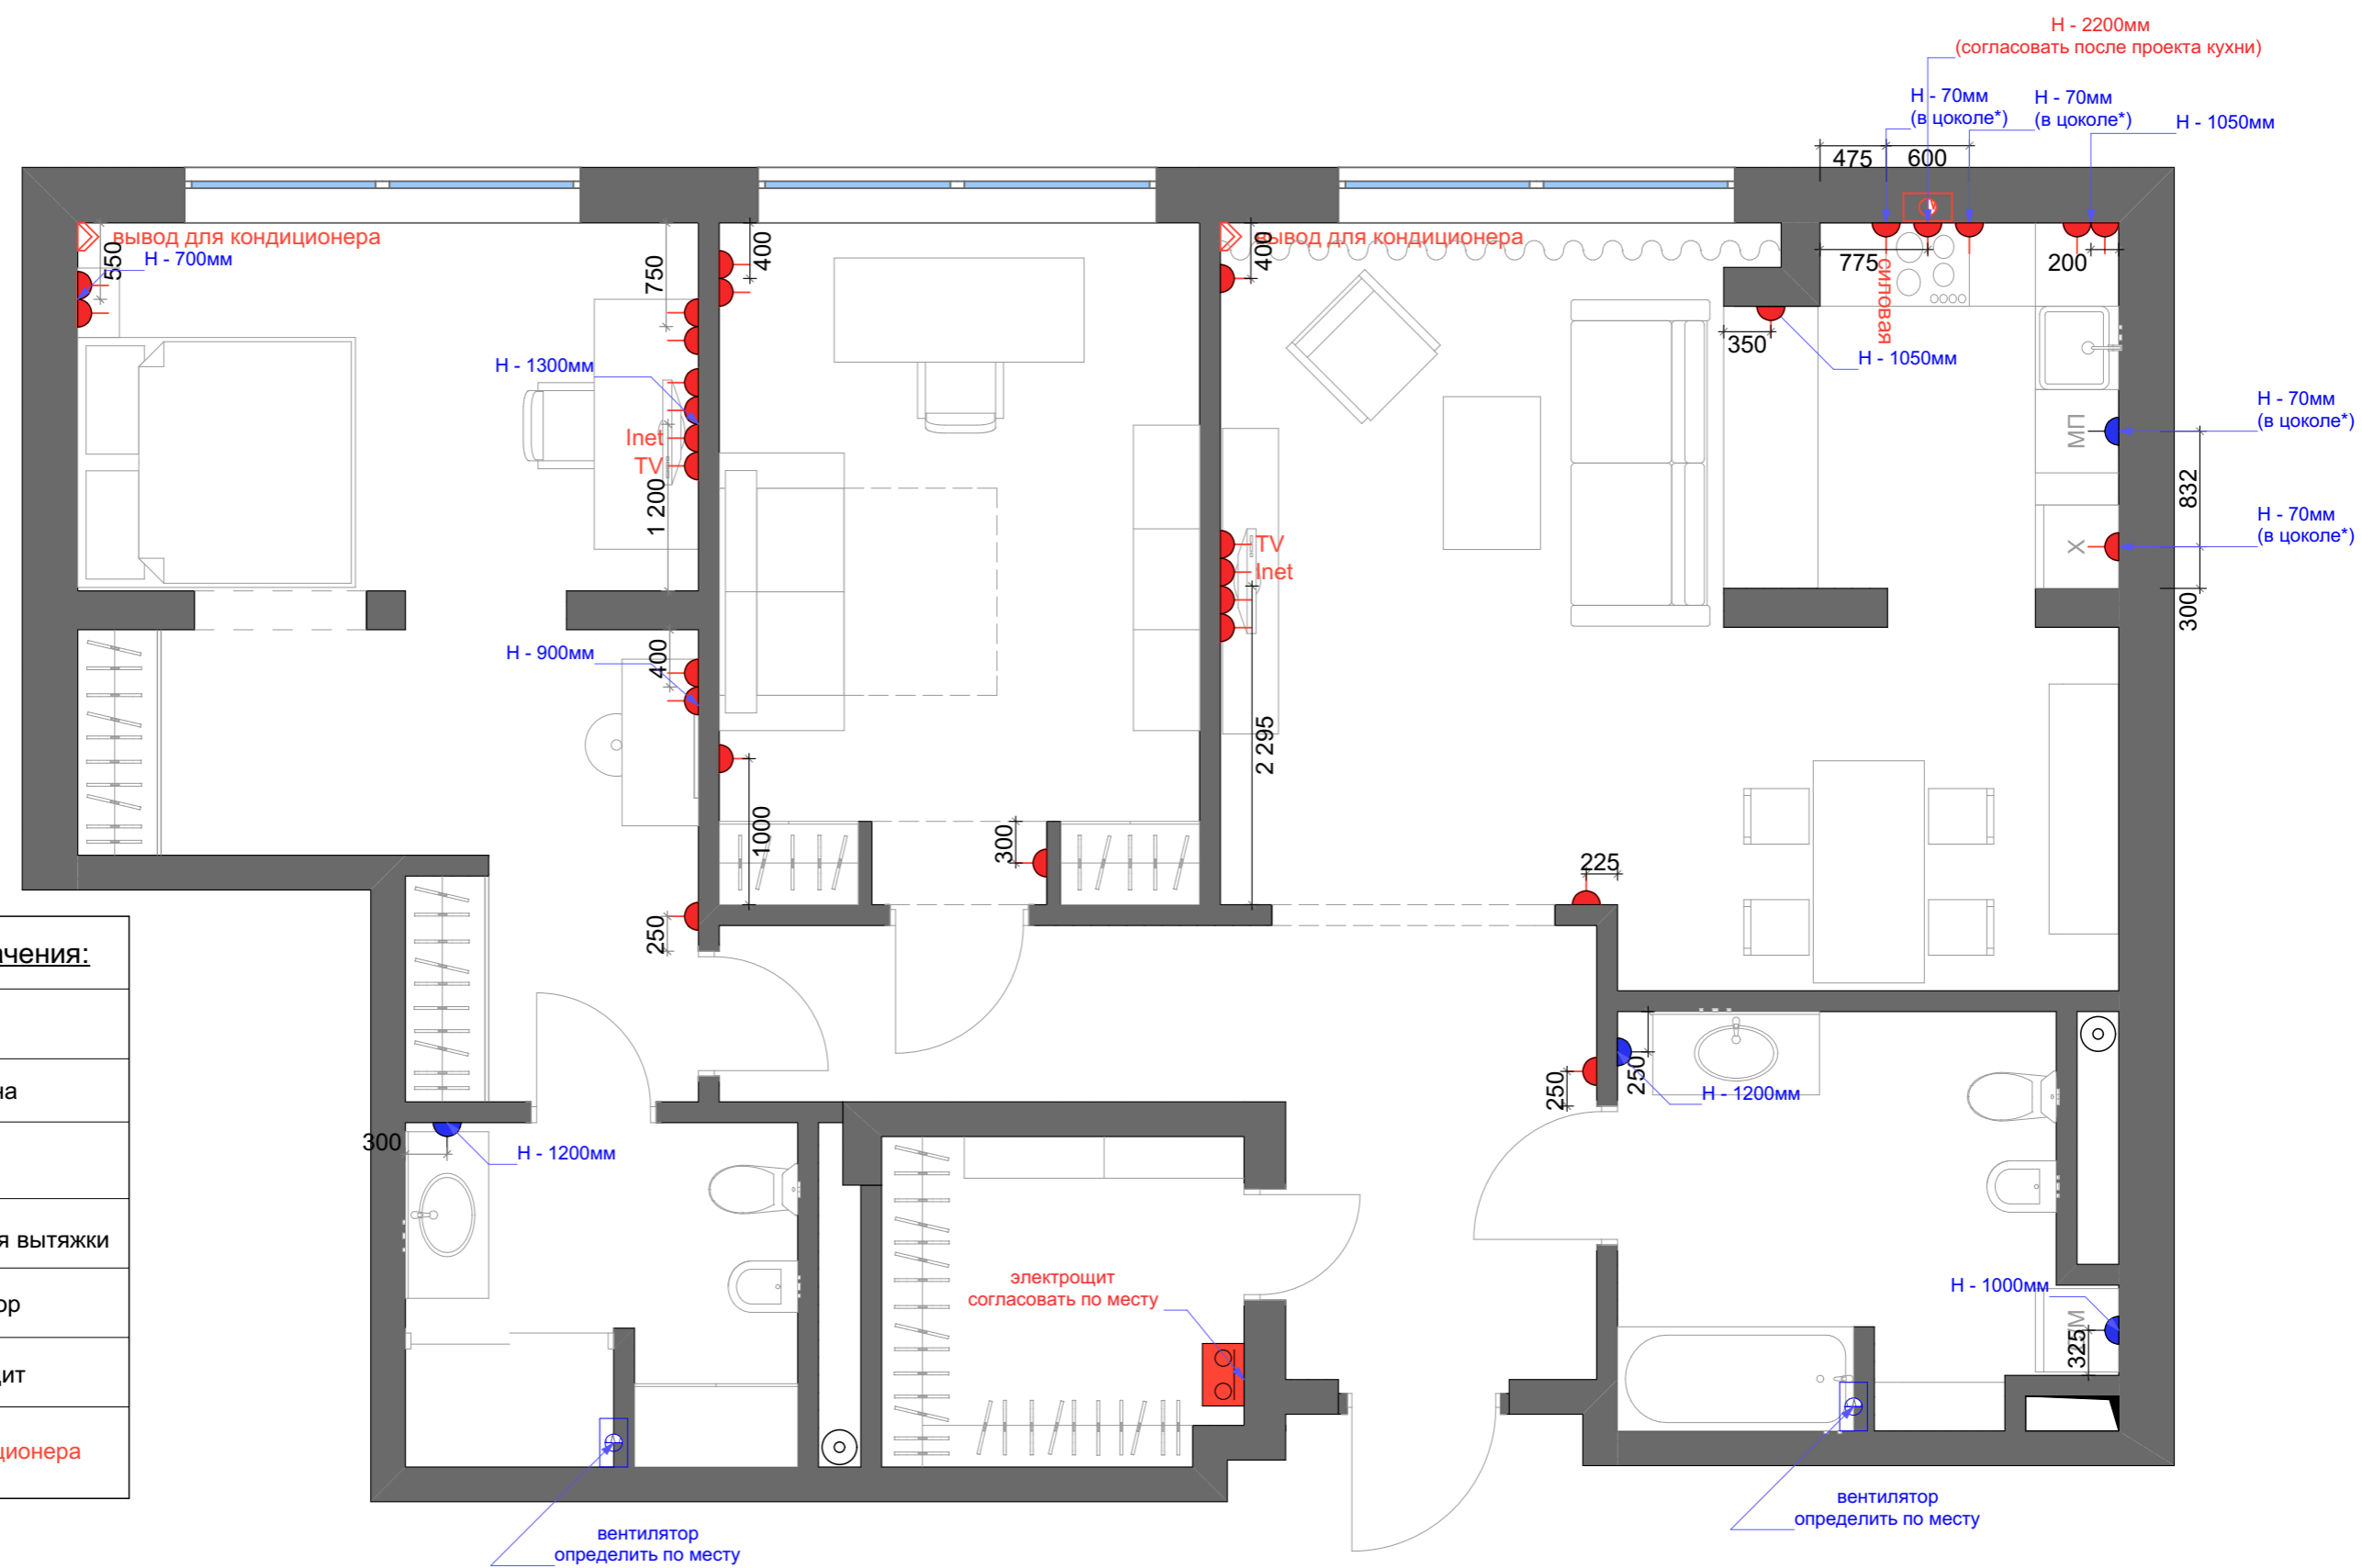 H - 2200мм
(согласовать после проекта кухни)
H - 70мм
(в цоколе*)
H - 70мм
(в цоколе*)
H - 1050мм
475
600
вывод для кондиционера
H - 700мм
550
750
400
вывод для кондиционера
400
775
силовая
200
350
H - 1050мм
H - 1300мм
Inet
TV
1 200
H - 70мм
(в цоколе*)
МП
832
H - 70мм
(в цоколе*)
X
300
TV
Inet
H - 900мм
400
2 295
1000
300
225
250
250
250
H - 1200мм
300
H - 1200мм
электрощит
согласовать по месту
H - 1000мм
325
вентилятор
определить по месту
вентилятор
определить по месту
ачения:
на
я вытяжки
ор
ит
ционера